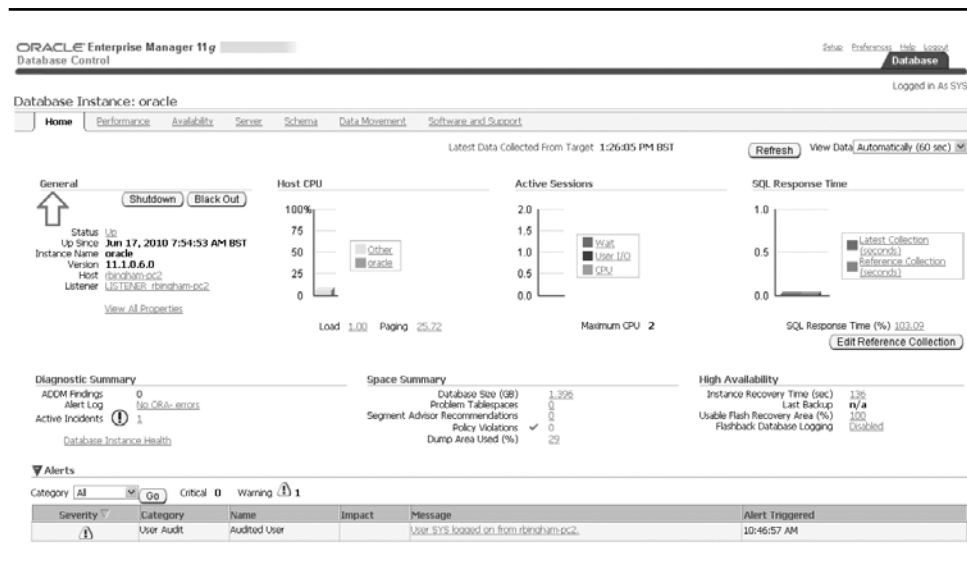 ORACLE Enterprise Manager 11g
Database Control
Setup Preferences Help Logout
Database
Logged in As SYS
Database Instance: oracle
Home Performance Availability Server Schema Data Movement Software and Support
Latest Data Collected From Target 1:26:05 PM BST Refresh View Data Automatically (60 sec)
General
Shutdown Black Out
Status Up
Up Since Jun 17, 2010 7:54:53 AM BST
Instance Name oracle
Version 11.1.0.6.0
Host rbingham-pc2
Listener LISTENER_rbingham-pc2
View All Properties
Host CPU
100%
75
50
25
0
Other
oracle
Load 1.00 Paging 25.72
Active Sessions
2.0
1.5
1.0
0.5
0.0
Wait
User I/O
CPU
Maximum CPU 2
SQL Response Time
1.0
0.5
0.0
Latest Collection
(seconds)
Reference Collection
(seconds)
SQL Response Time (%) 103.09
Edit Reference Collection
Diagnostic Summary
ADDM Findings 0
Alert Log No ORA- errors
Active Incidents 1
Database Instance Health
Space Summary
Database Size (GB) 1.396
Problem Tablespaces 0
Segment Advisor Recommendations 0
Policy Violations ✔ 0
Dump Area Used (%) 29
High Availability
Instance Recovery Time (sec) 136
Last Backup n/a
Usable Flash Recovery Area (%) 100
Flashback Database Logging Disabled
Alerts
Category All Go Critical 0 Warning 1
Severity Category Name Impact Message Alert Triggered
User Audit Audited User User SYS logged on from rbingham-pc2. 10:46:57 AM